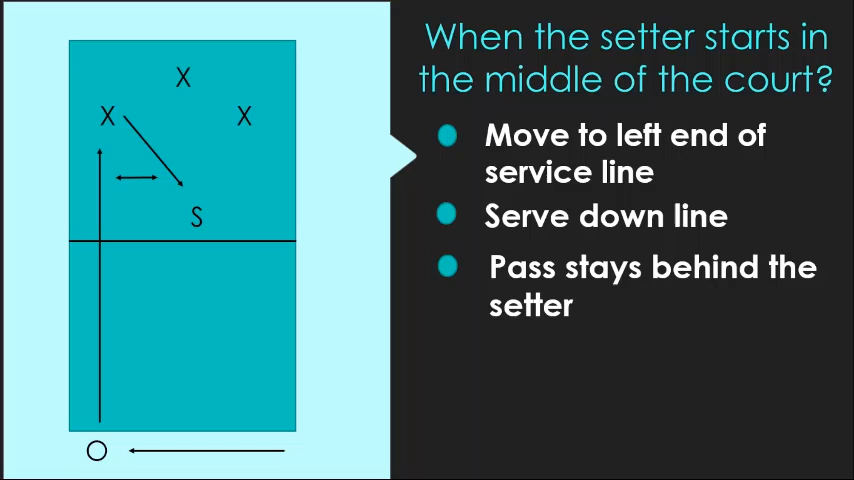 When the setter starts in
the middle of the court?
Move to left end of
service line
Serve down line
Pass stays behind the
setter
X
X X
S
O